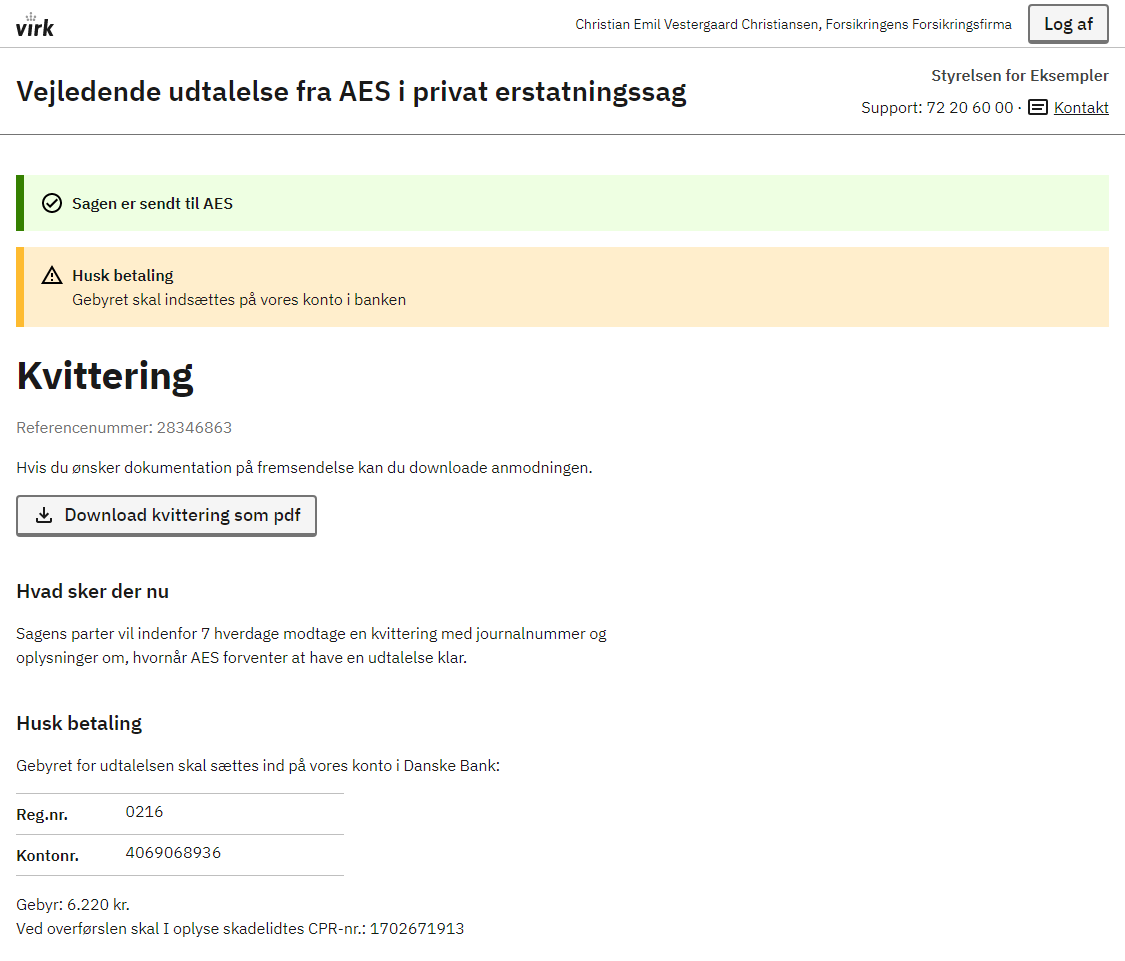 virk
Christian Emil Vestergaard Christiansen, Forsikringens Forsikringsfirma
Log af
Vejledende udtalelse fra AES i privat erstatningssag
Styrelsen for Eksempler
Support: 72 20 60 00 · Kontakt
Sagen er sendt til AES
Husk betaling
Gebyret skal indsættes på vores konto i banken
Kvittering
Referencenummer: 28346863
Hvis du ønsker dokumentation på fremsendelse kan du downloade anmodningen.
Download kvittering som pdf
Hvad sker der nu
Sagens parter vil indenfor 7 hverdage modtage en kvittering med journalnummer og
oplysninger om, hvornår AES forventer at have en udtalelse klar.
Husk betaling
Gebyret for udtalelsen skal sættes ind på vores konto i Danske Bank:
Reg.nr. 0216
Kontonr. 4069068936
Gebyr: 6.220 kr.
Ved overførslen skal I oplyse skadelidtes CPR-nr.: 1702671913